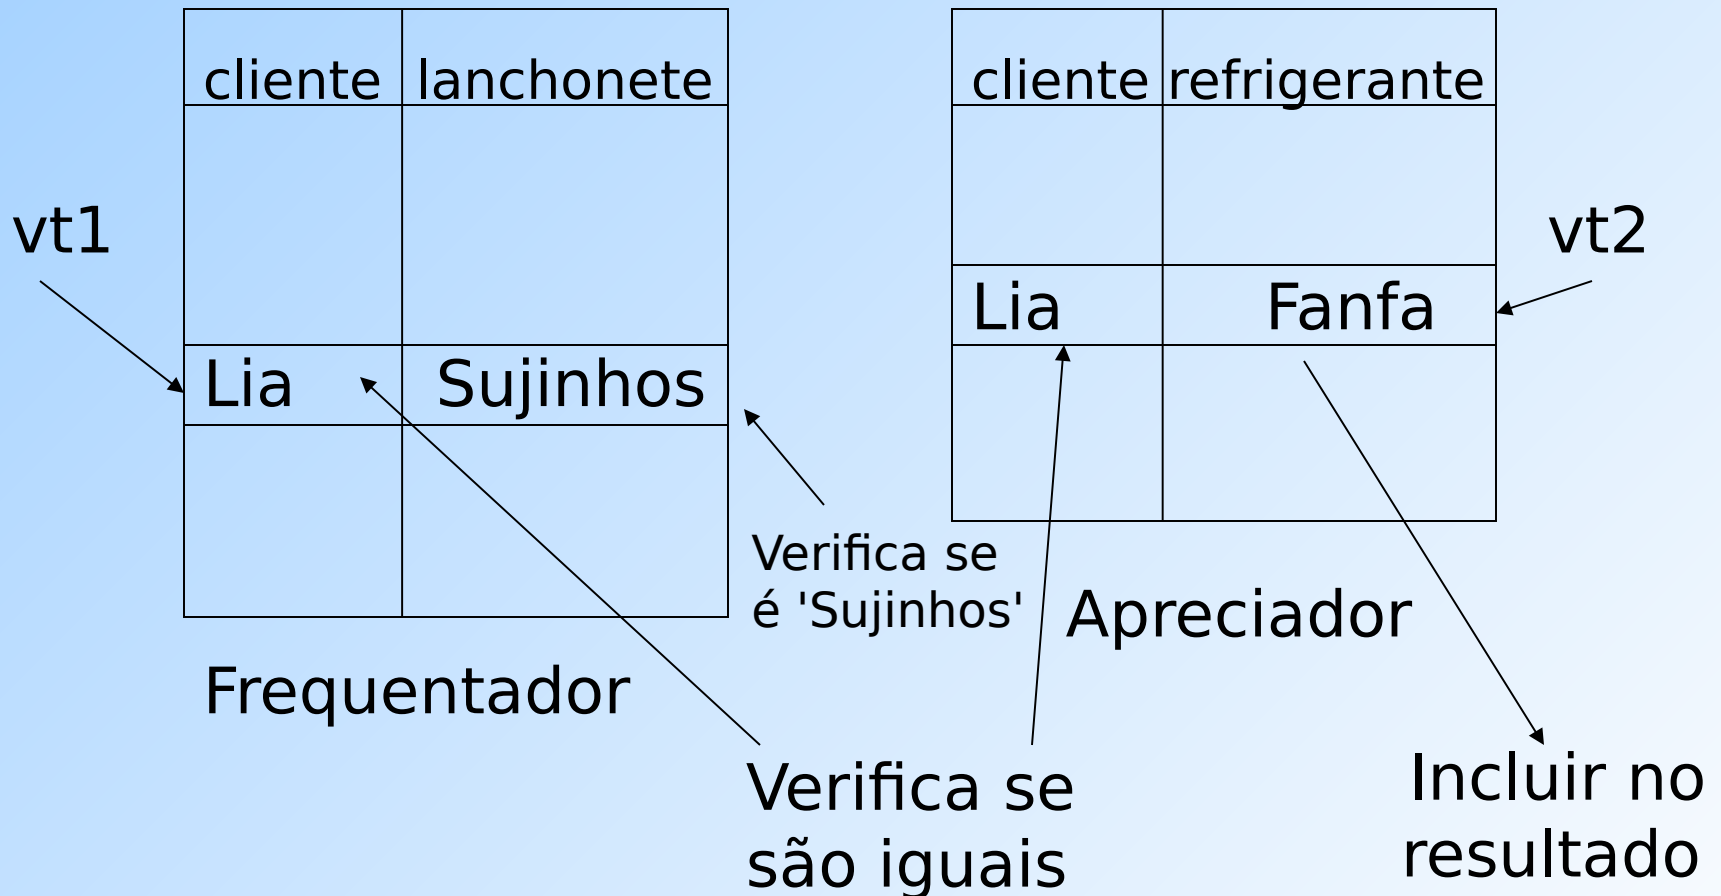 cliente lanchonete
cliente refrigerante
vt1
vt2
Lia Fanfa
Lia Sujinhos
Verifica se
é 'Sujinhos'
Apreciador
Frequentador
Verifica se
são iguais
Incluir no
resultado